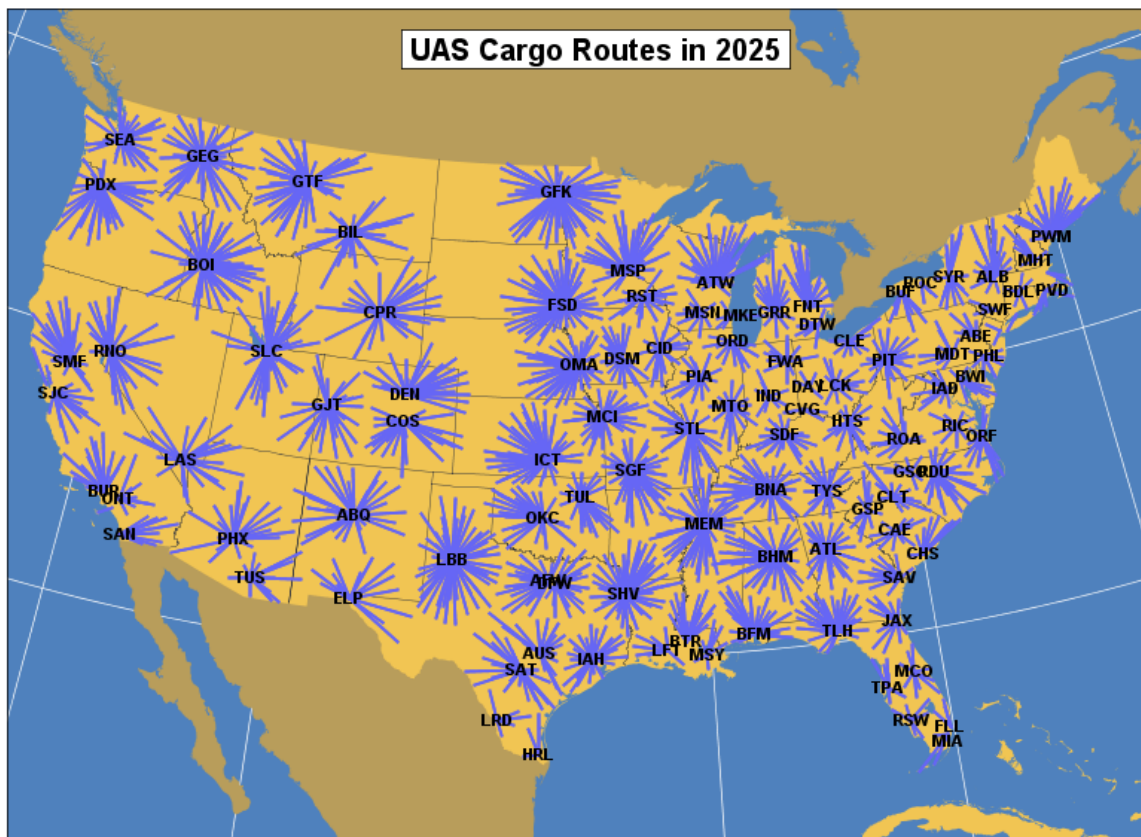 UAS Cargo Routes in 2025
SEA
GEG
GTF
GFK
PDX
BIL
BOI
PWM
MHT
MSP
ATW
ROC
SYR
ALB
BUF
BDL
PVD
RST
FSD
CPR
MSN
MKE
GRR
FNT
SWF
DTW
SMF
RNO
SLC
OMA
DSM
CID
ORD
CLE
ABE
FWA
PIT
MDT
PHL
SJC
GJT
DEN
COS
PIA
IND
DAY
LCK
IAD
BWI
MCI
MTO
CVG
HTS
STL
SDF
ROA
RIC
ORF
LAS
ICT
SGF
BUR
ONT
TUL
BNA
TYS
GSO
RDU
CLT
GSP
SAN
PHX
ABQ
OKC
MEM
CAE
LBB
BHM
ATL
CHS
TUS
ELP
DFW
SHV
SAV
JAX
BTR
BFM
TLH
AUS
IAH
LFT
MSY
SAT
MCO
TPA
LRD
RSW
FLL
HRL
MIA